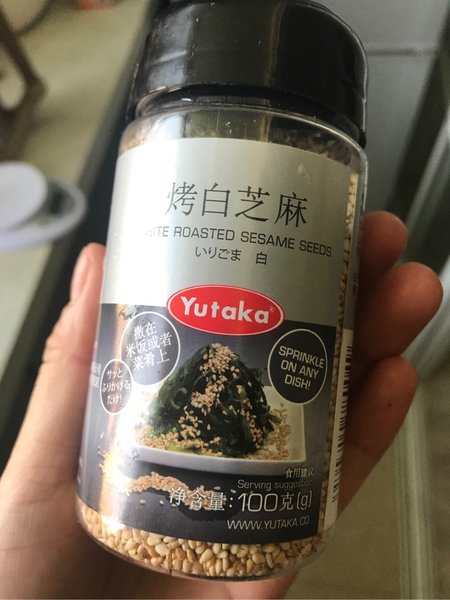 烤白芝麻
WHITE ROASTED SESAME SEEDS
いりごま 白
Yutaka®
撒在
米饭或者
菜肴上
サッと
ふりかける
だけ!
SPRINKLE
ON ANY
DISH!
食用建议
Serving suggestion
净含量: 100克(g)
WWW.YUTAKA.CO